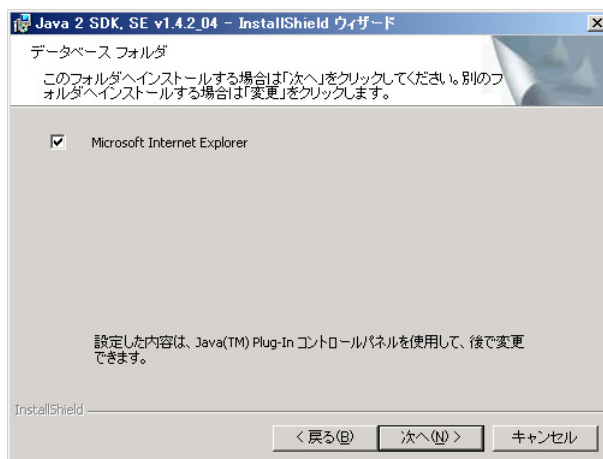 Java 2 SDK, SE v1.4.2_04 - InstallShield ウィザード
データベース フォルダ
このフォルダへインストールする場合は「次へ」をクリックしてください。別のフ
ォルダへインストールする場合は「変更」をクリックします。
Microsoft Internet Explorer
設定した内容は、Java(TM) Plug-In コントロールパネルを使用して、後で変更
できます。
InstallShield
< 戻る(B)
次へ(N) >
キャンセル